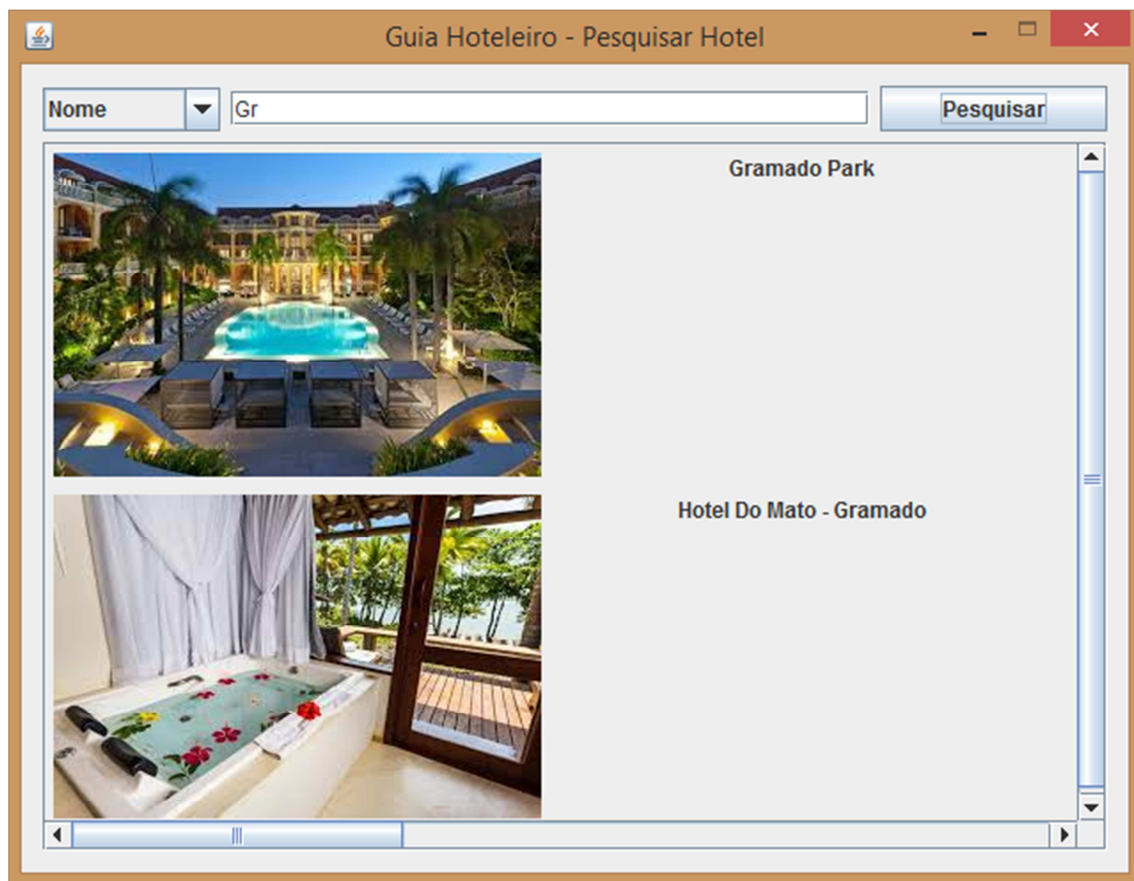 Guia Hoteleiro - Pesquisar Hotel
Nome
Gr
Pesquisar
Gramado Park
Hotel Do Mato - Gramado